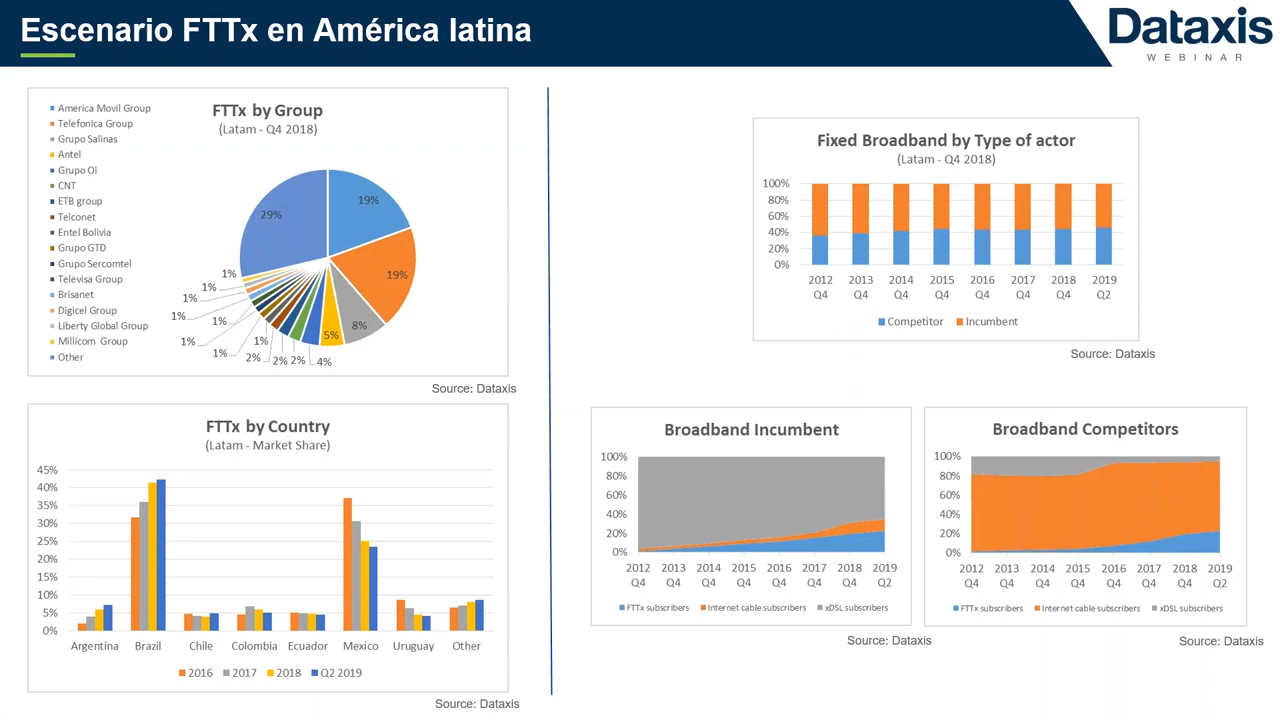 Escenario FTTx en América latina
Dataxis
WEBINAR
FTTx by Group
(Latam - Q4 2018)
America Movil Group
Telefonica Group
Grupo Salinas
Antel
Grupo Oi
CNT
ETB group
Telconet
Entel Bolivia
Grupo GTD
Grupo Sercomtel
Televisa Group
Brisanet
Digicel Group
Liberty Global Group
Millicom Group
Other
19%
19%
8%
5%
4%
2%
2%
2%
1%
1%
1%
1%
1%
1%
1%
1%
29%
Source: Dataxis
FTTx by Country
(Latam - Market Share)
45%
40%
35%
30%
25%
20%
15%
10%
5%
0%
Argentina Brazil Chile Colombia Ecuador Mexico Uruguay Other
2016 2017 2018 Q2 2019
Source: Dataxis
Fixed Broadband by Type of actor
(Latam - Q4 2018)
100%
80%
60%
40%
20%
0%
2012 2013 2014 2015 2016 2017 2018 2019
Q4 Q4 Q4 Q4 Q4 Q4 Q4 Q2
Competitor Incumbent
Source: Dataxis
Broadband Incumbent
100%
80%
60%
40%
20%
0%
2012 2013 2014 2015 2016 2017 2018 2019
Q4 Q4 Q4 Q4 Q4 Q4 Q4 Q2
FTTx subscribers Internet cable subscribers xDSL subscribers
Source: Dataxis
Broadband Competitors
100%
80%
60%
40%
20%
0%
2012 2013 2014 2015 2016 2017 2018 2019
Q4 Q4 Q4 Q4 Q4 Q4 Q4 Q2
FTTx subscribers Internet cable subscribers xDSL subscribers
Source: Dataxis